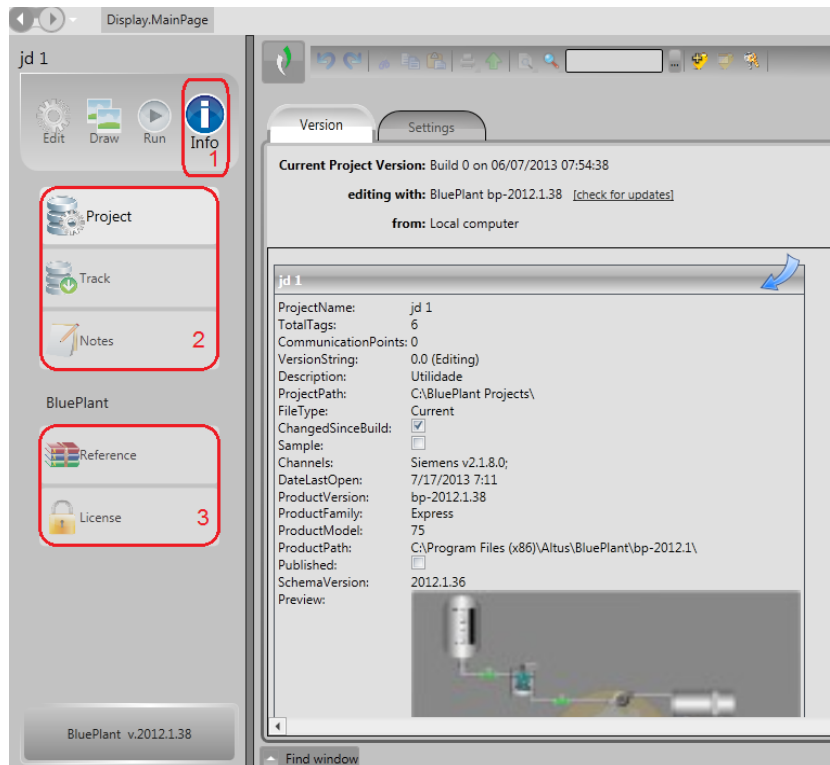 Display.MainPage
jd 1
Edit
Draw
Run
Info
1
Project
Track
Notes
2
BluePlant
Reference
License
3
BluePlant v.2012.1.38
...
Version
Settings
Current Project Version: Build 0 on 06/07/2013 07:54:38
editing with: BluePlant bp-2012.1.38 [check for updates]
from: Local computer
jd 1
ProjectName: jd 1
TotalTags: 6
CommunicationPoints: 0
VersionString: 0.0 (Editing)
Description: Utilidade
ProjectPath: C:\BluePlant Projects\
FileType: Current
ChangedSinceBuild:
Sample:
Channels: Siemens v2.1.8.0;
DateLastOpen: 7/17/2013 7:11
ProductVersion: bp-2012.1.38
ProductFamily: Express
ProductModel: 75
ProductPath: C:\Program Files (x86)\Altus\BluePlant\bp-2012.1\
Published:
SchemaVersion: 2012.1.36
Preview:
Find window